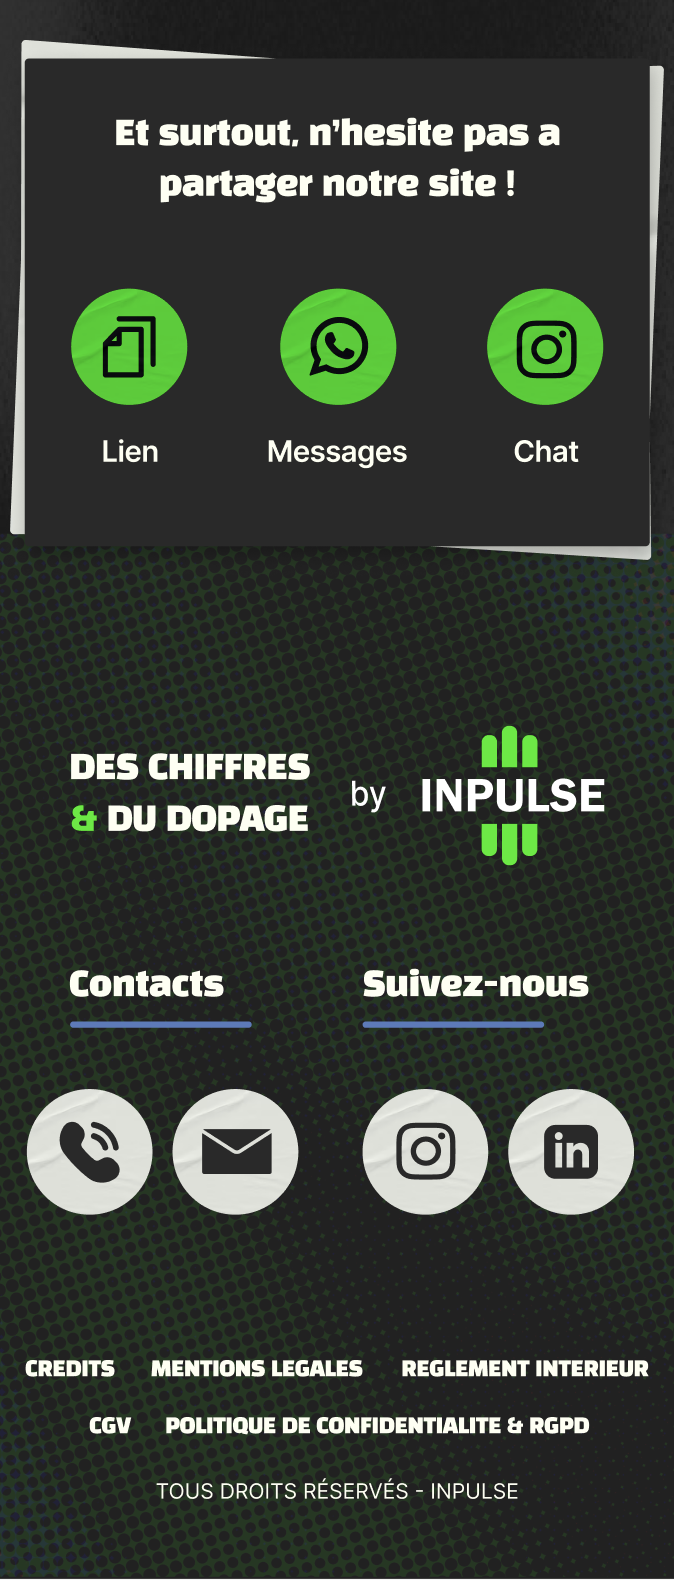 Et surtout, n'hesite pas a
partager notre site !
Lien
Messages
Chat
DES CHIFFRES
& DU DOPAGE
by
INPULSE
Contacts
Suivez-nous
in
CREDITS
MENTIONS LEGALES
REGLEMENT INTERIEUR
CGV
POLITIQUE DE CONFIDENTIALITE & RGPD
TOUS DROITS RÉSERVÉS - INPULSE